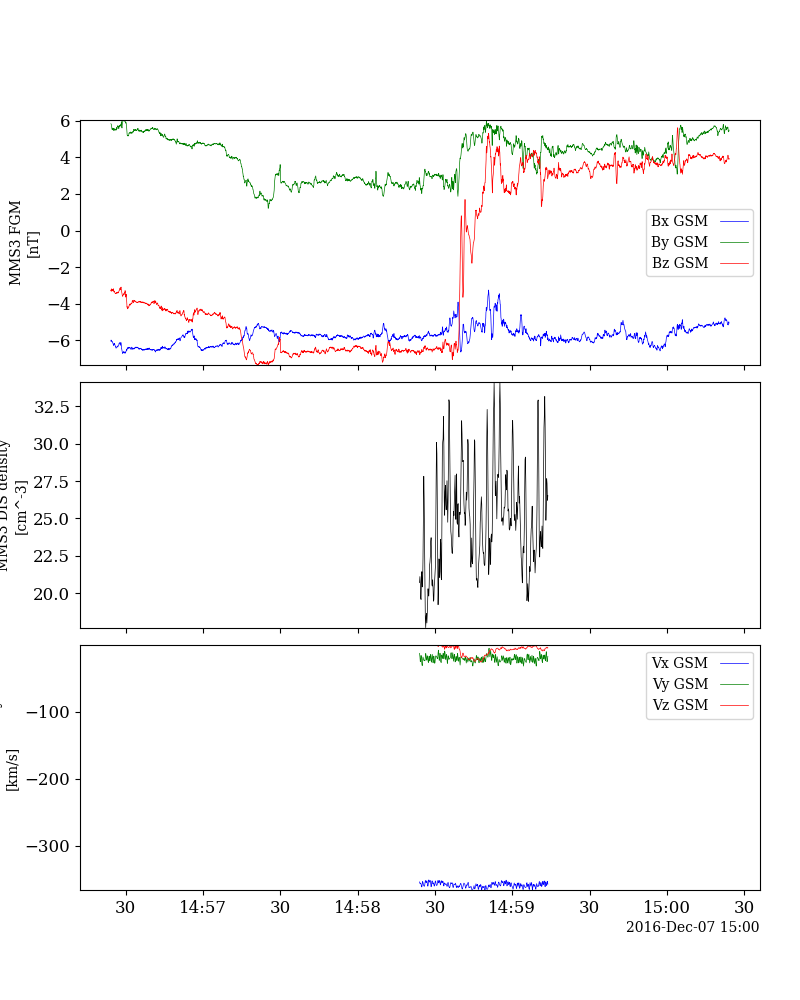 MMS3 FGM
[nT]
6
4
2
0
−2
−4
−6
Bx GSM
By GSM
Bz GSM
MMS3 DIS density
[cm^-3]
32.5
30.0
27.5
25.0
22.5
20.0
[km/s]
−100
−200
−300
Vx GSM
Vy GSM
Vz GSM
30
14:57
30
14:58
30
14:59
30
15:00
30
2016-Dec-07 15:00